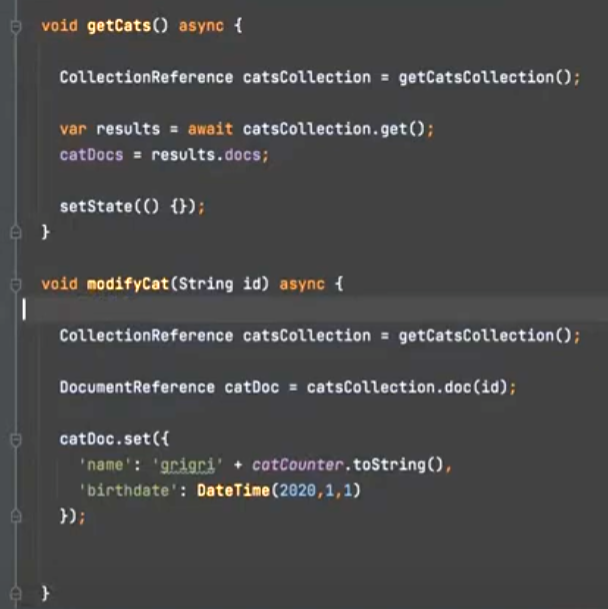 void getCats() async {
CollectionReference catsCollection = getCatsCollection();
var results = await catsCollection.get();
catDocs = results.docs;
setState(() {});
}
void modifyCat(String id) async {
CollectionReference catsCollection = getCatsCollection();
DocumentReference catDoc = catsCollection.doc(id);
catDoc.set({
'name': 'grigri' + catCounter.toString(),
'birthdate': DateTime(2020,1,1)
});
}